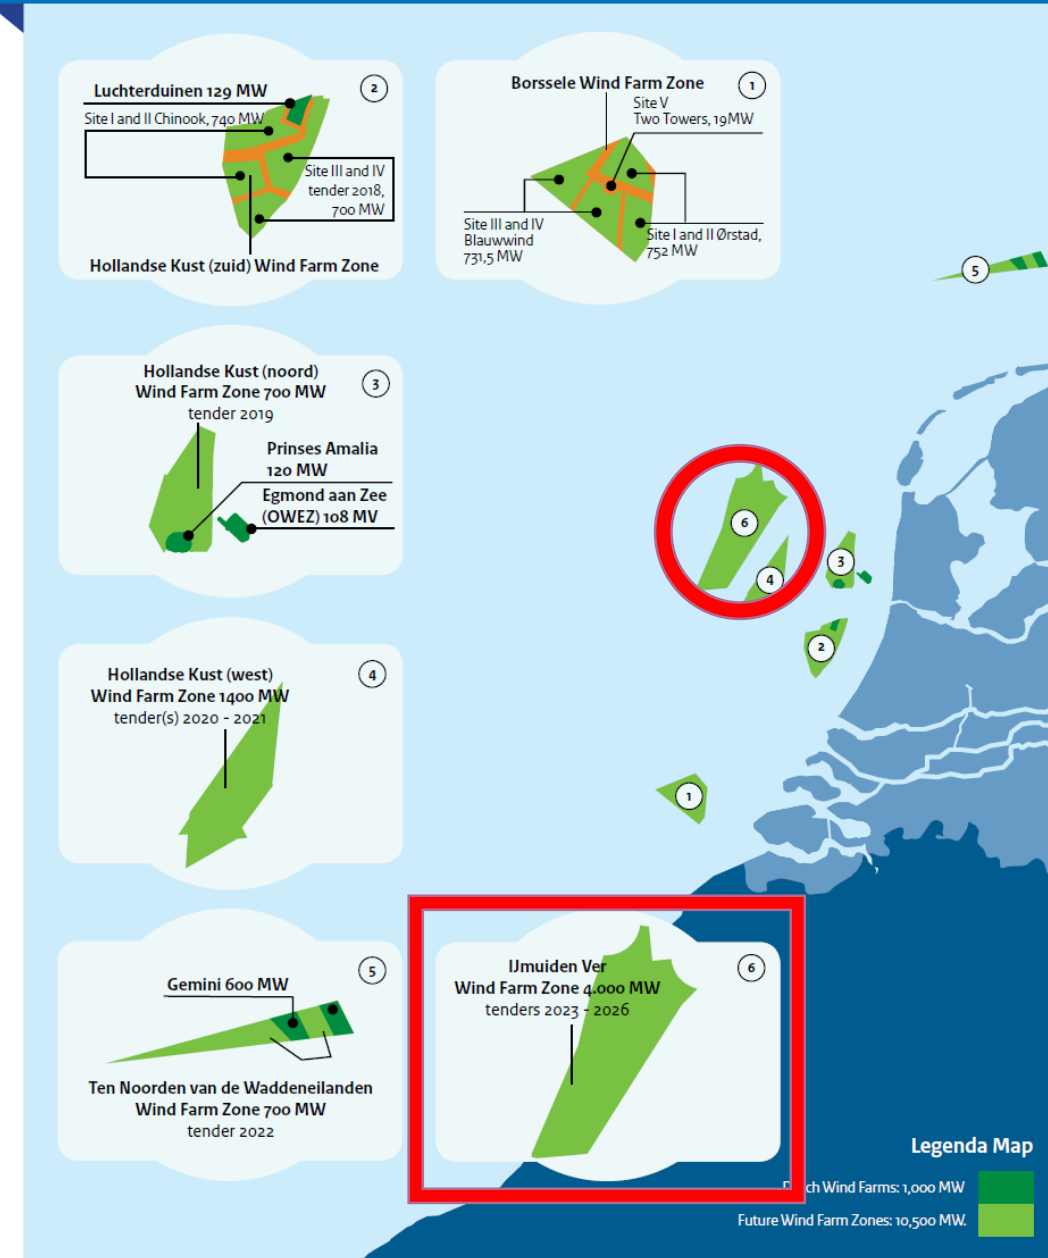 Luchterduinen 129 MW
2
Site I and II Chinook, 740 MW
Site III and IV
tender 2018,
700 MW
Hollandse Kust (zuid) Wind Farm Zone
Borssele Wind Farm Zone
1
Site V
Two Towers, 19MW
Site III and IV
Blauwwind
731,5 MW
Site I and II Ørstad,
752 MW
5
Hollandse Kust (noord)
Wind Farm Zone 700 MW
tender 2019
3
Prinses Amalia
120 MW
Egmond aan Zee
(OWEZ) 108 MV
6
4
3
2
1
Hollandse Kust (west)
Wind Farm Zone 1400 MW
tender(s) 2020 - 2021
4
Gemini 600 MW
5
Ten Noorden van de Waddeneilanden
Wind Farm Zone 700 MW
tender 2022
IJmuiden Ver
Wind Farm Zone 4.000 MW
tenders 2023 - 2026
6
Legenda Map
ch Wind Farms: 1,000 MW
Future Wind Farm Zones: 10,500 MW.